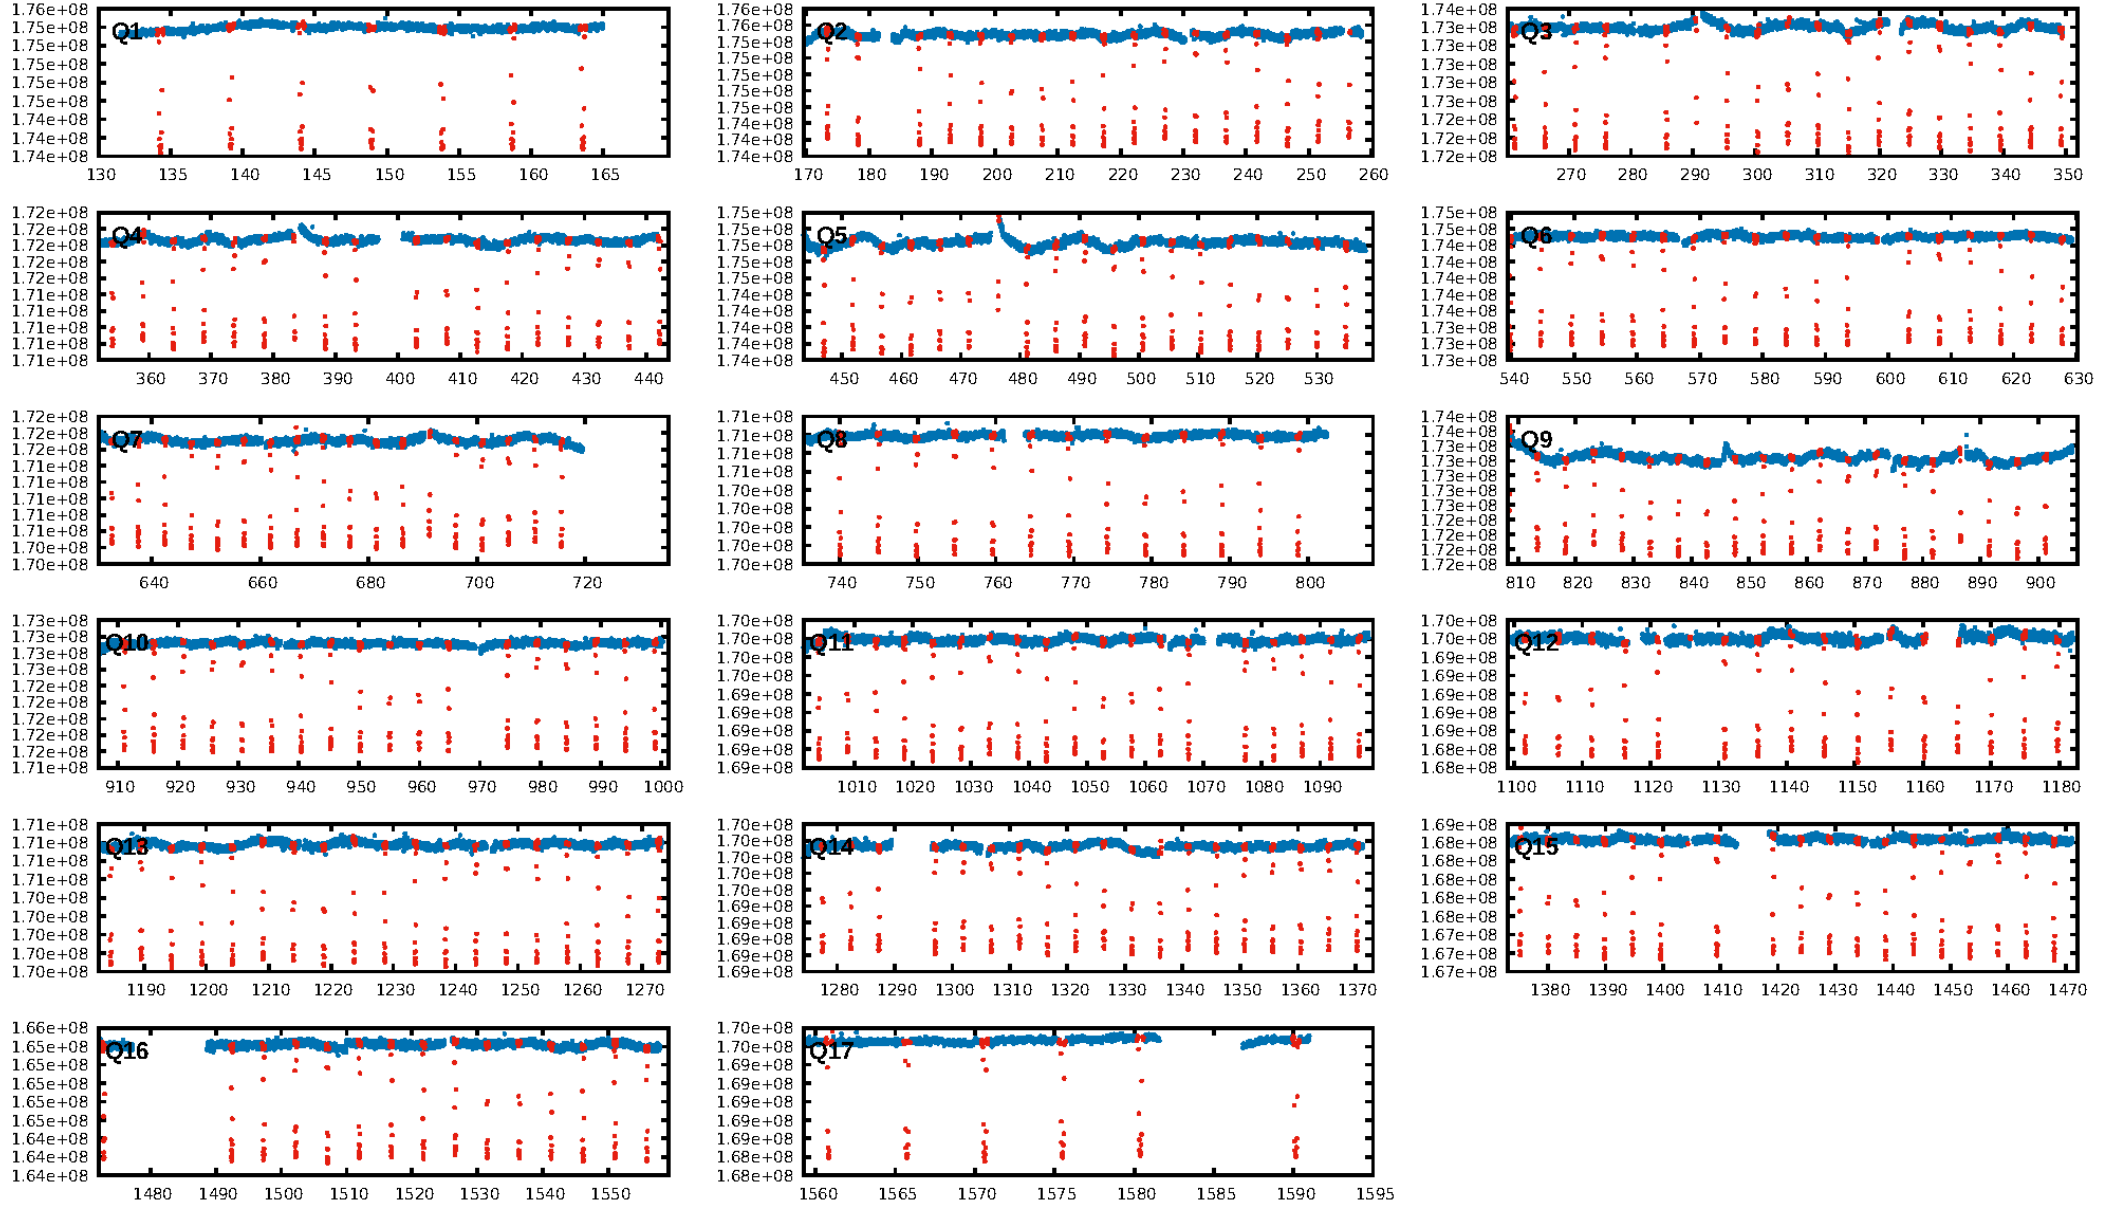 1.76e+08 1.75e+08 1.75e+08 1.75e+08 1.75e+08 1.75e+08 1.74e+08 1.74e+08 1.74e+08
Q1
130 135 140 145 150 155 160 165
1.76e+08 1.75e+08 1.75e+08 1.75e+08 1.75e+08 1.75e+08 1.75e+08 1.74e+08 1.74e+08 1.74e+08
Q2
170 180 190 200 210 220 230 240 250 260
1.74e+08 1.73e+08 1.73e+08 1.73e+08 1.73e+08 1.73e+08 1.72e+08 1.72e+08 1.72e+08
Q3
270 280 290 300 310 320 330 340 350
1.72e+08 1.72e+08 1.72e+08 1.72e+08 1.72e+08 1.71e+08 1.71e+08 1.71e+08 1.71e+08 1.71e+08
Q4
360 370 380 390 400 410 420 430 440
1.75e+08 1.75e+08 1.75e+08 1.75e+08 1.75e+08 1.74e+08 1.74e+08 1.74e+08 1.74e+08 1.74e+08
Q5
450 460 470 480 490 500 510 520 530
1.75e+08 1.74e+08 1.74e+08 1.74e+08 1.74e+08 1.74e+08 1.74e+08 1.73e+08 1.73e+08 1.73e+08
Q6
540 550 560 570 580 590 600 610 620 630
1.72e+08 1.72e+08 1.72e+08 1.71e+08 1.71e+08 1.71e+08 1.71e+08 1.71e+08 1.70e+08 1.70e+08
Q7
640 660 680 700 720
1.71e+08 1.71e+08 1.71e+08 1.71e+08 1.70e+08 1.70e+08 1.70e+08 1.70e+08 1.70e+08
Q8
740 750 760 770 780 790 800
1.74e+08 1.74e+08 1.73e+08 1.73e+08 1.73e+08 1.73e+08 1.73e+08 1.72e+08 1.72e+08 1.72e+08 1.72e+08
Q9
810 820 830 840 850 860 870 880 890 900
1.73e+08 1.73e+08 1.73e+08 1.73e+08 1.72e+08 1.72e+08 1.72e+08 1.72e+08 1.72e+08 1.71e+08
Q10
910 920 930 940 950 960 970 980 990 1000
1.70e+08 1.70e+08 1.70e+08 1.70e+08 1.69e+08 1.69e+08 1.69e+08 1.69e+08 1.69e+08
Q11
1010 1020 1030 1040 1050 1060 1070 1080 1090
1.70e+08 1.70e+08 1.69e+08 1.69e+08 1.69e+08 1.69e+08 1.69e+08 1.68e+08 1.68e+08
Q12
1100 1110 1120 1130 1140 1150 1160 1170 1180
1.71e+08 1.71e+08 1.71e+08 1.71e+08 1.70e+08 1.70e+08 1.70e+08 1.70e+08 1.70e+08
Q13
1190 1200 1210 1220 1230 1240 1250 1260 1270
1.70e+08 1.70e+08 1.70e+08 1.70e+08 1.70e+08 1.69e+08 1.69e+08 1.69e+08 1.69e+08 1.69e+08
Q14
1280 1290 1300 1310 1320 1330 1340 1350 1360 1370
1.69e+08 1.68e+08 1.68e+08 1.68e+08 1.68e+08 1.68e+08 1.67e+08 1.67e+08 1.67e+08
Q15
1380 1390 1400 1410 1420 1430 1440 1450 1460 1470
1.66e+08 1.65e+08 1.65e+08 1.65e+08 1.65e+08 1.65e+08 1.64e+08 1.64e+08 1.64e+08
Q16
1480 1490 1500 1510 1520 1530 1540 1550
1.70e+08 1.70e+08 1.69e+08 1.69e+08 1.69e+08 1.69e+08 1.69e+08 1.68e+08 1.68e+08
Q17
1560 1565 1570 1575 1580 1585 1590 1595